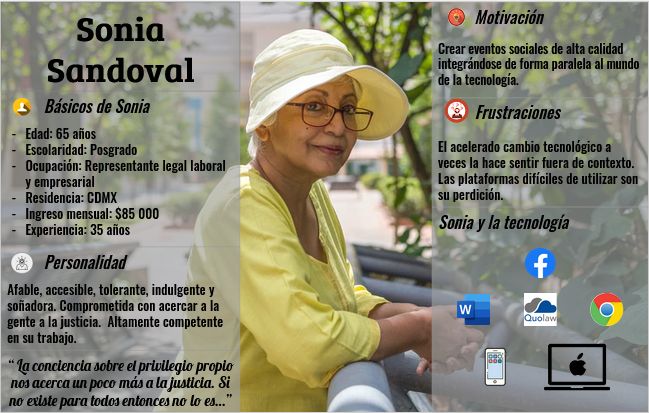 Sonia
Sandoval
Básicos de Sonia
- Edad: 65 años
- Escolaridad: Posgrado
- Ocupación: Representante legal laboral
y empresarial
- Residencia: CDMX
- Ingreso mensual: $85 000
- Experiencia: 35 años
Personalidad
Afable, accesible, tolerante, indulgente y
soñadora. Comprometida con acercar a la
gente a la justicia. Altamente competente
en su trabajo.
“ La conciencia sobre el privilegio propio
nos acerca un poco más a la justicia. Si
no existe para todos entonces no lo es...”
Motivación
Crear eventos sociales de alta calidad
integrándose de forma paralela al mundo
de la tecnología.
Frustraciones
El acelerado cambio tecnológico a
veces la hace sentir fuera de contexto.
Las plataformas difíciles de utilizar son
su perdición.
Sonia y la tecnología
W
Quolaw